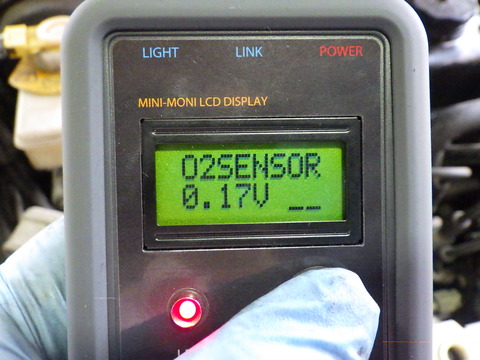 LIGHT LINK POWER
MINI-MONI LCD DISPLAY
O2SENSOR
0.17V __